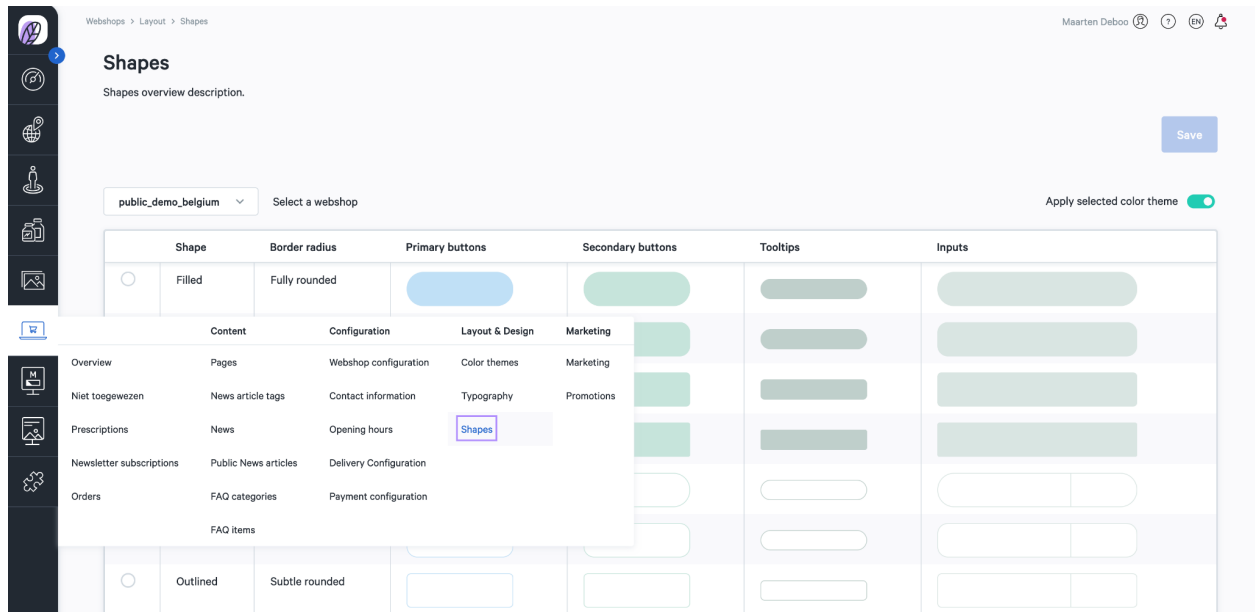 Webshops > Layout > Shapes
Maarten Deboo
?
EN
Shapes
Shapes overview description.
Save
public_demo_belgium
Select a webshop
Apply selected color theme
Shape Border radius Primary buttons Secondary buttons Tooltips Inputs
Filled Fully rounded
Content Configuration Layout & Design Marketing
Overview Pages Webshop configuration Color themes Marketing
Niet toegewezen News article tags Contact information Typography Promotions
Prescriptions News Opening hours Shapes
Newsletter subscriptions Public News articles Delivery Configuration
Orders FAQ categories Payment configuration
FAQ items
Outlined Subtle rounded
M